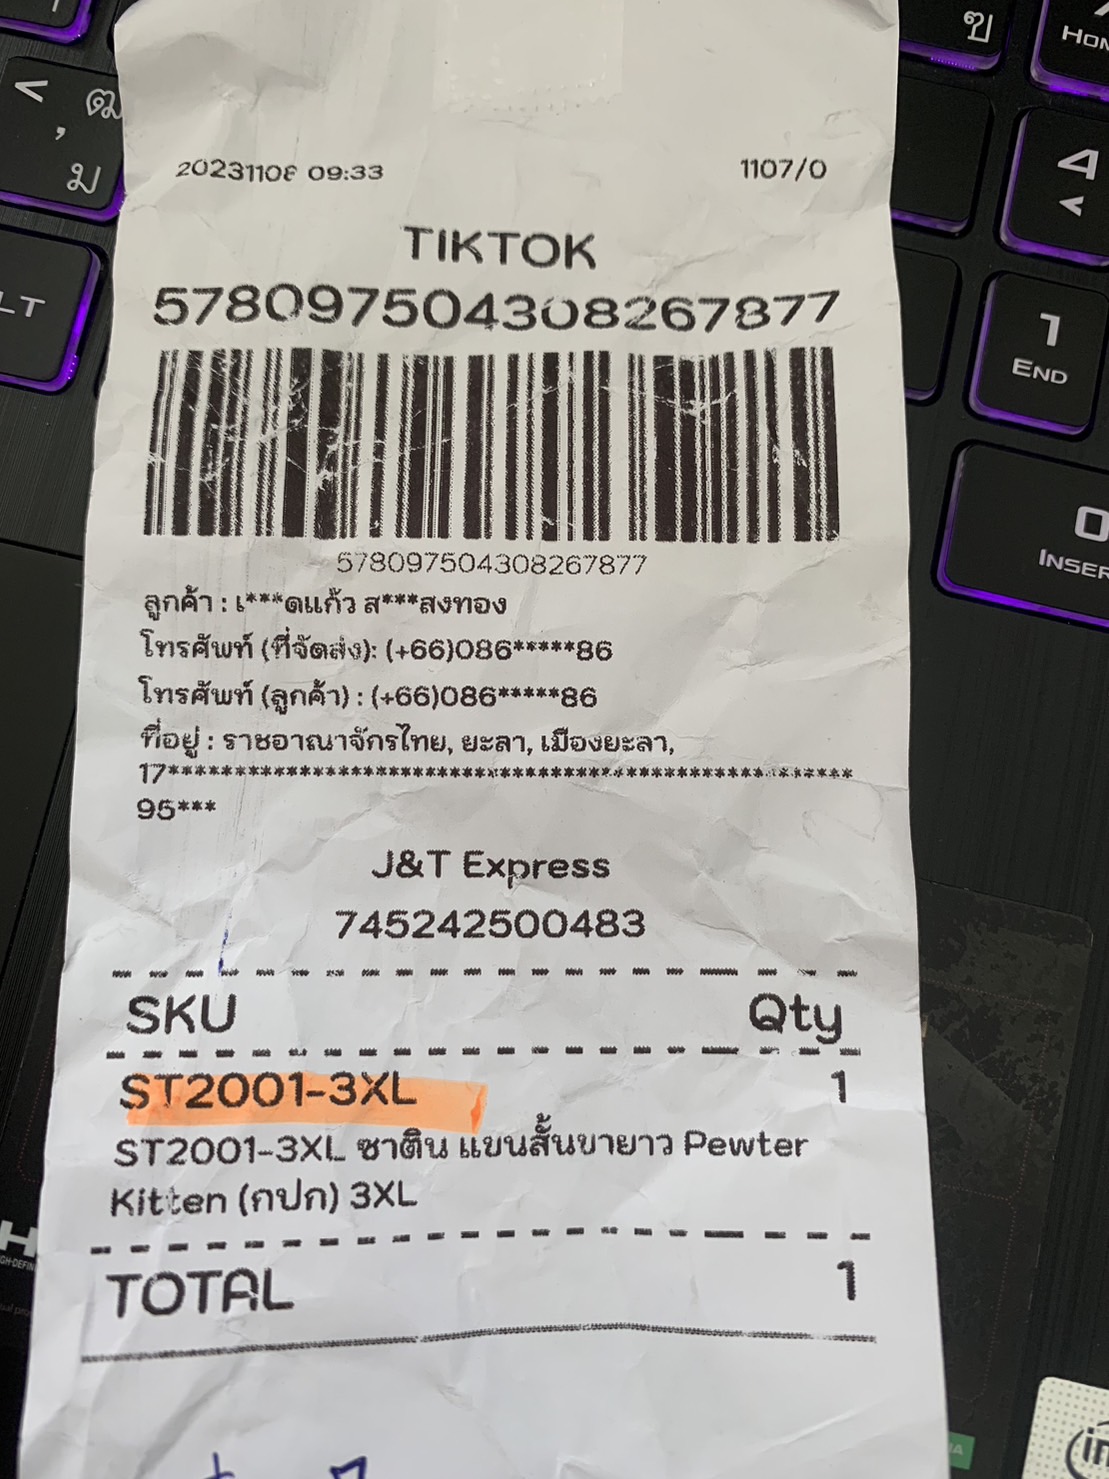 20231108 09:33
1107/0
TIKTOK
578097504308267877
578097504308267877
ลูกค้า : เ***ดแก้ว ส***สงทอง
โทรศัพท์ (ที่จัดส่ง): (+66)086*****86
โทรศัพท์ (ลูกค้า) : (+66)086*****86
ที่อยู่ : ราชอาณาจักรไทย, ยะลา, เมืองยะลา,
17****************************************************
95***
J&T Express
745242500483
SKU Qty
ST2001-3XL 1
ST2001-3XL ซาติน แขนสั้นขายาว Pewter
Kitten (กปก) 3XL
TOTAL 1
<
,
ฒ
ม
LT
ฃ
HOM
4
<
1
END
0
INSER